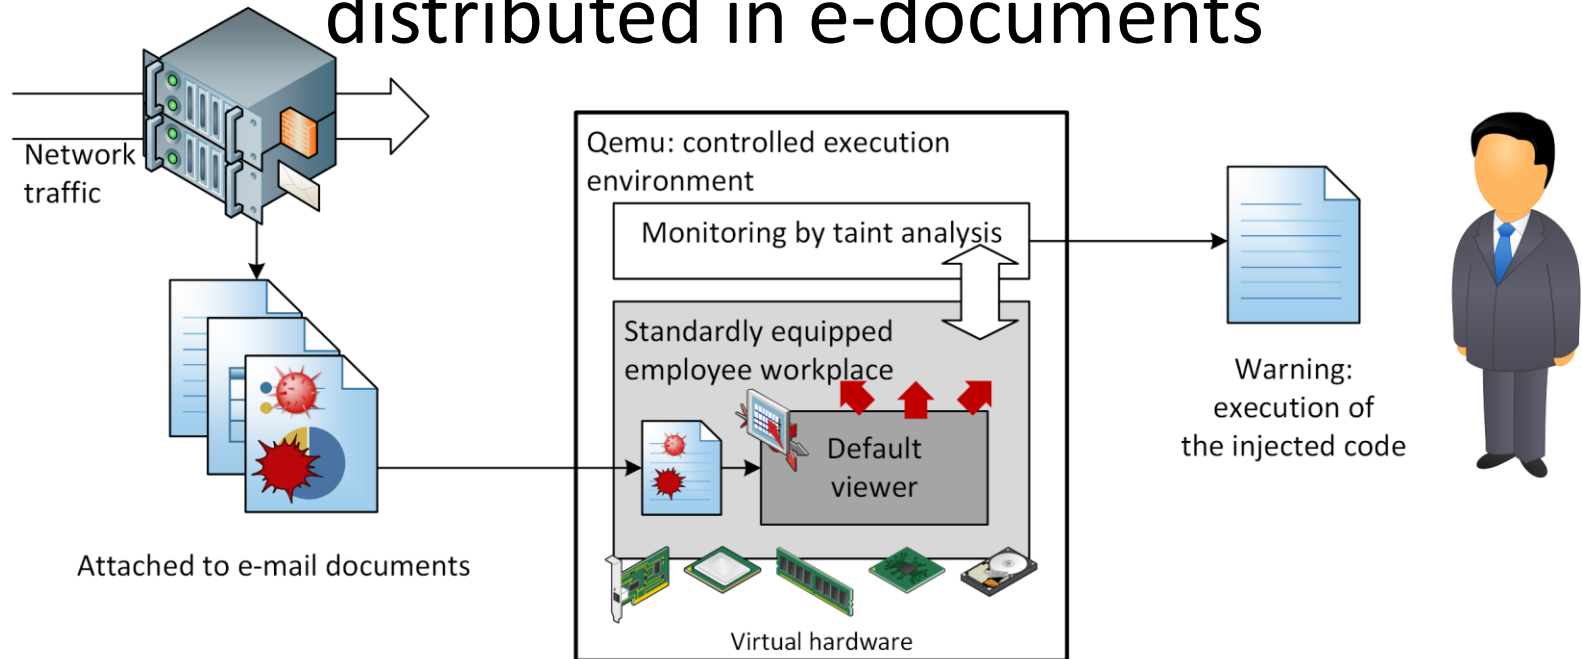 distributed in e-documents
Network
traffic
Qemu: controlled execution
environment
Monitoring by taint analysis
Standardly equipped
employee workplace
Default
viewer
Virtual hardware
Attached to e-mail documents
Warning:
execution of
the injected code